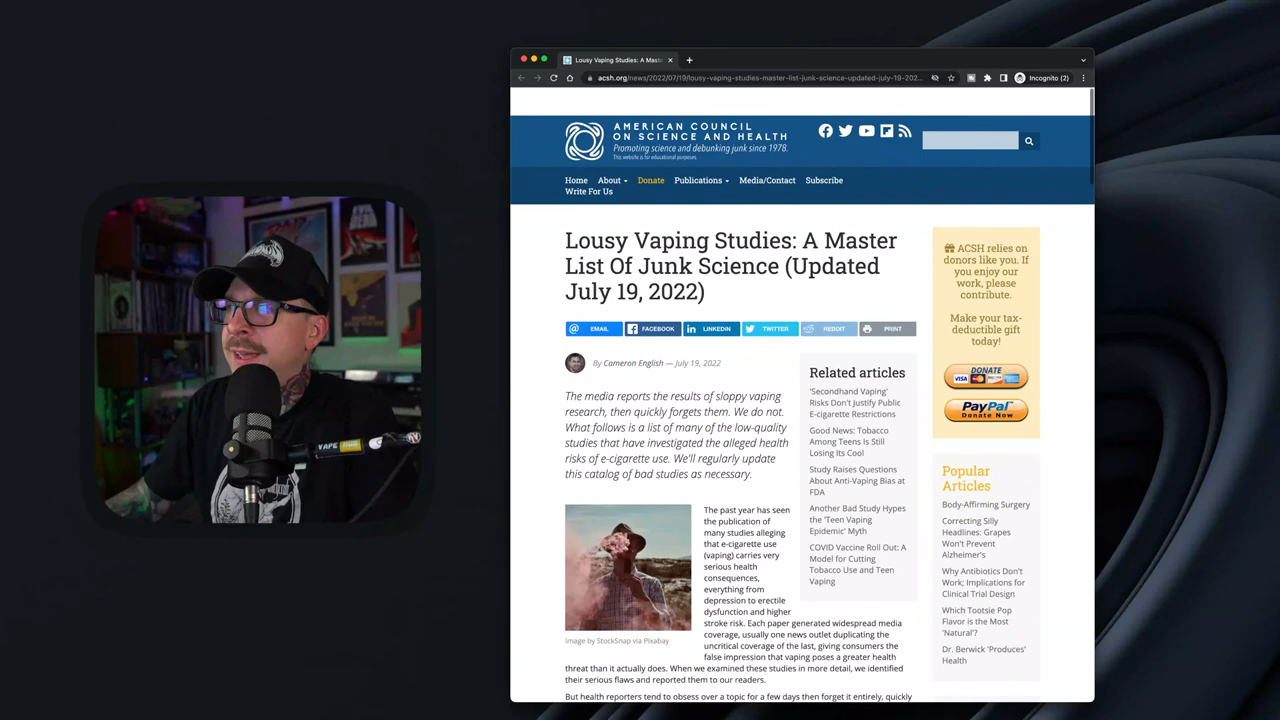 Lousy Vaping Studies: A Mast
acsh.org/news/2022/07/19/lousy-vaping-studies-master-list-junk-science-updated-july-19-202...
Incognito (2)
AMERICAN COUNCIL
ON SCIENCE AND HEALTH
Promoting science and debunking junk since 1978.
This website is for educational purposes.
Home About Donate Publications Media/Contact Subscribe
Write For Us
Lousy Vaping Studies: A Master
List Of Junk Science (Updated
July 19, 2022)
EMAIL FACEBOOK LINKEDIN TWITTER REDDIT PRINT
By Cameron English — July 19, 2022
The media reports the results of sloppy vaping
research, then quickly forgets them. We do not.
What follows is a list of many of the low-quality
studies that have investigated the alleged health
risks of e-cigarette use. We'll regularly update
this catalog of bad studies as necessary.
Image by StockSnap via Pixabay
The past year has seen
the publication of
many studies alleging
that e-cigarette use
(vaping) carries very
serious health
consequences,
everything from
depression to erectile
dysfunction and higher
stroke risk. Each paper generated widespread media
coverage, usually one news outlet duplicating the
uncritical coverage of the last, giving consumers the
false impression that vaping poses a greater health
threat than it actually does. When we examined these studies in more detail, we identified
their serious flaws and reported them to our readers.
But health reporters tend to obsess over a topic for a few days then forget it entirely, quickly
Related articles
'Secondhand Vaping'
Risks Don't Justify Public
E-cigarette Restrictions
Good News: Tobacco
Among Teens Is Still
Losing Its Cool
Study Raises Questions
About Anti-Vaping Bias at
FDA
Another Bad Study Hypes
the 'Teen Vaping
Epidemic' Myth
COVID Vaccine Roll Out: A
Model for Cutting
Tobacco Use and Teen
Vaping
ACSH relies on
donors like you. If
you enjoy our
work, please
contribute.
Make your tax-
deductible gift
today!
DONATE
VISA
PayPal
Donate Now
Popular
Articles
Body-Affirming Surgery
Correcting Silly
Headlines: Grapes
Won't Prevent
Alzheimer's
Why Antibiotics Don't
Work; Implications for
Clinical Trial Design
Which Tootsie Pop
Flavor is the Most
'Natural'?
Dr. Berwick 'Produces'
Health
VAPE